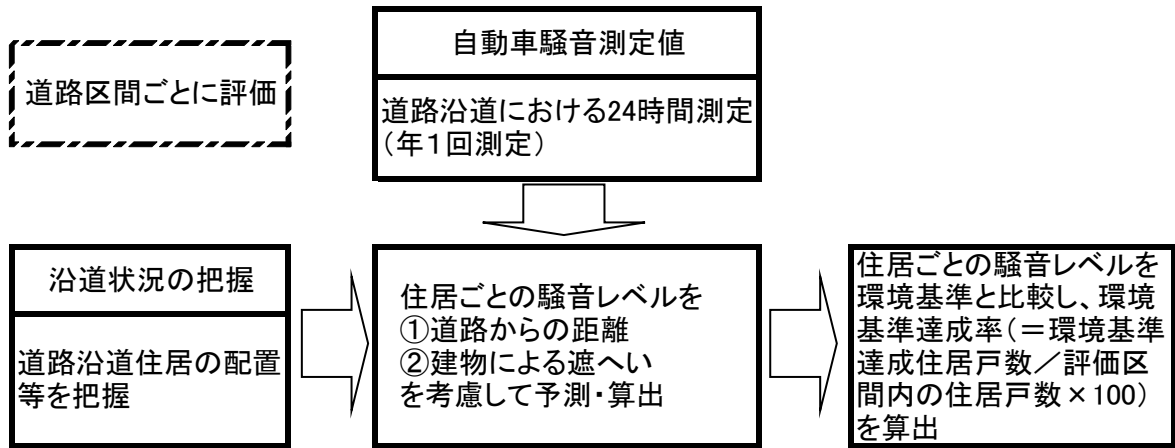 道路区間ごとに評価
自動車騒音測定値
道路沿道における24時間測定
(年1回測定)
沿道状況の把握
道路沿道住居の配置
等を把握
住居ごとの騒音レベルを
①道路からの距離
②建物による遮へい
を考慮して予測・算出
住居ごとの騒音レベルを
環境基準と比較し、環境
基準達成率(=環境基準
達成住居戸数/評価区
間内の住居戸数×100)
を算出